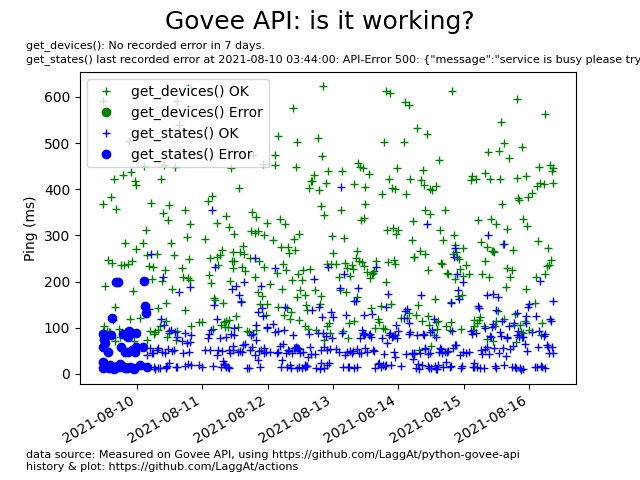 Govee API: is it working?
get_devices(): No recorded error in 7 days.
get_states() last recorded error at 2021-08-10 03:44:00: API-Error 500: {"message":"service is busy please try
600
500
400
300
200
100
0
Ping (ms)
get_devices() OK
get_devices() Error
get_states() OK
get_states() Error
2021-08-10
2021-08-11
2021-08-12
2021-08-13
2021-08-14
2021-08-15
2021-08-16
data source: Measured on Govee API, using https://github.com/LaggAt/python-govee-api
history & plot: https://github.com/LaggAt/actions